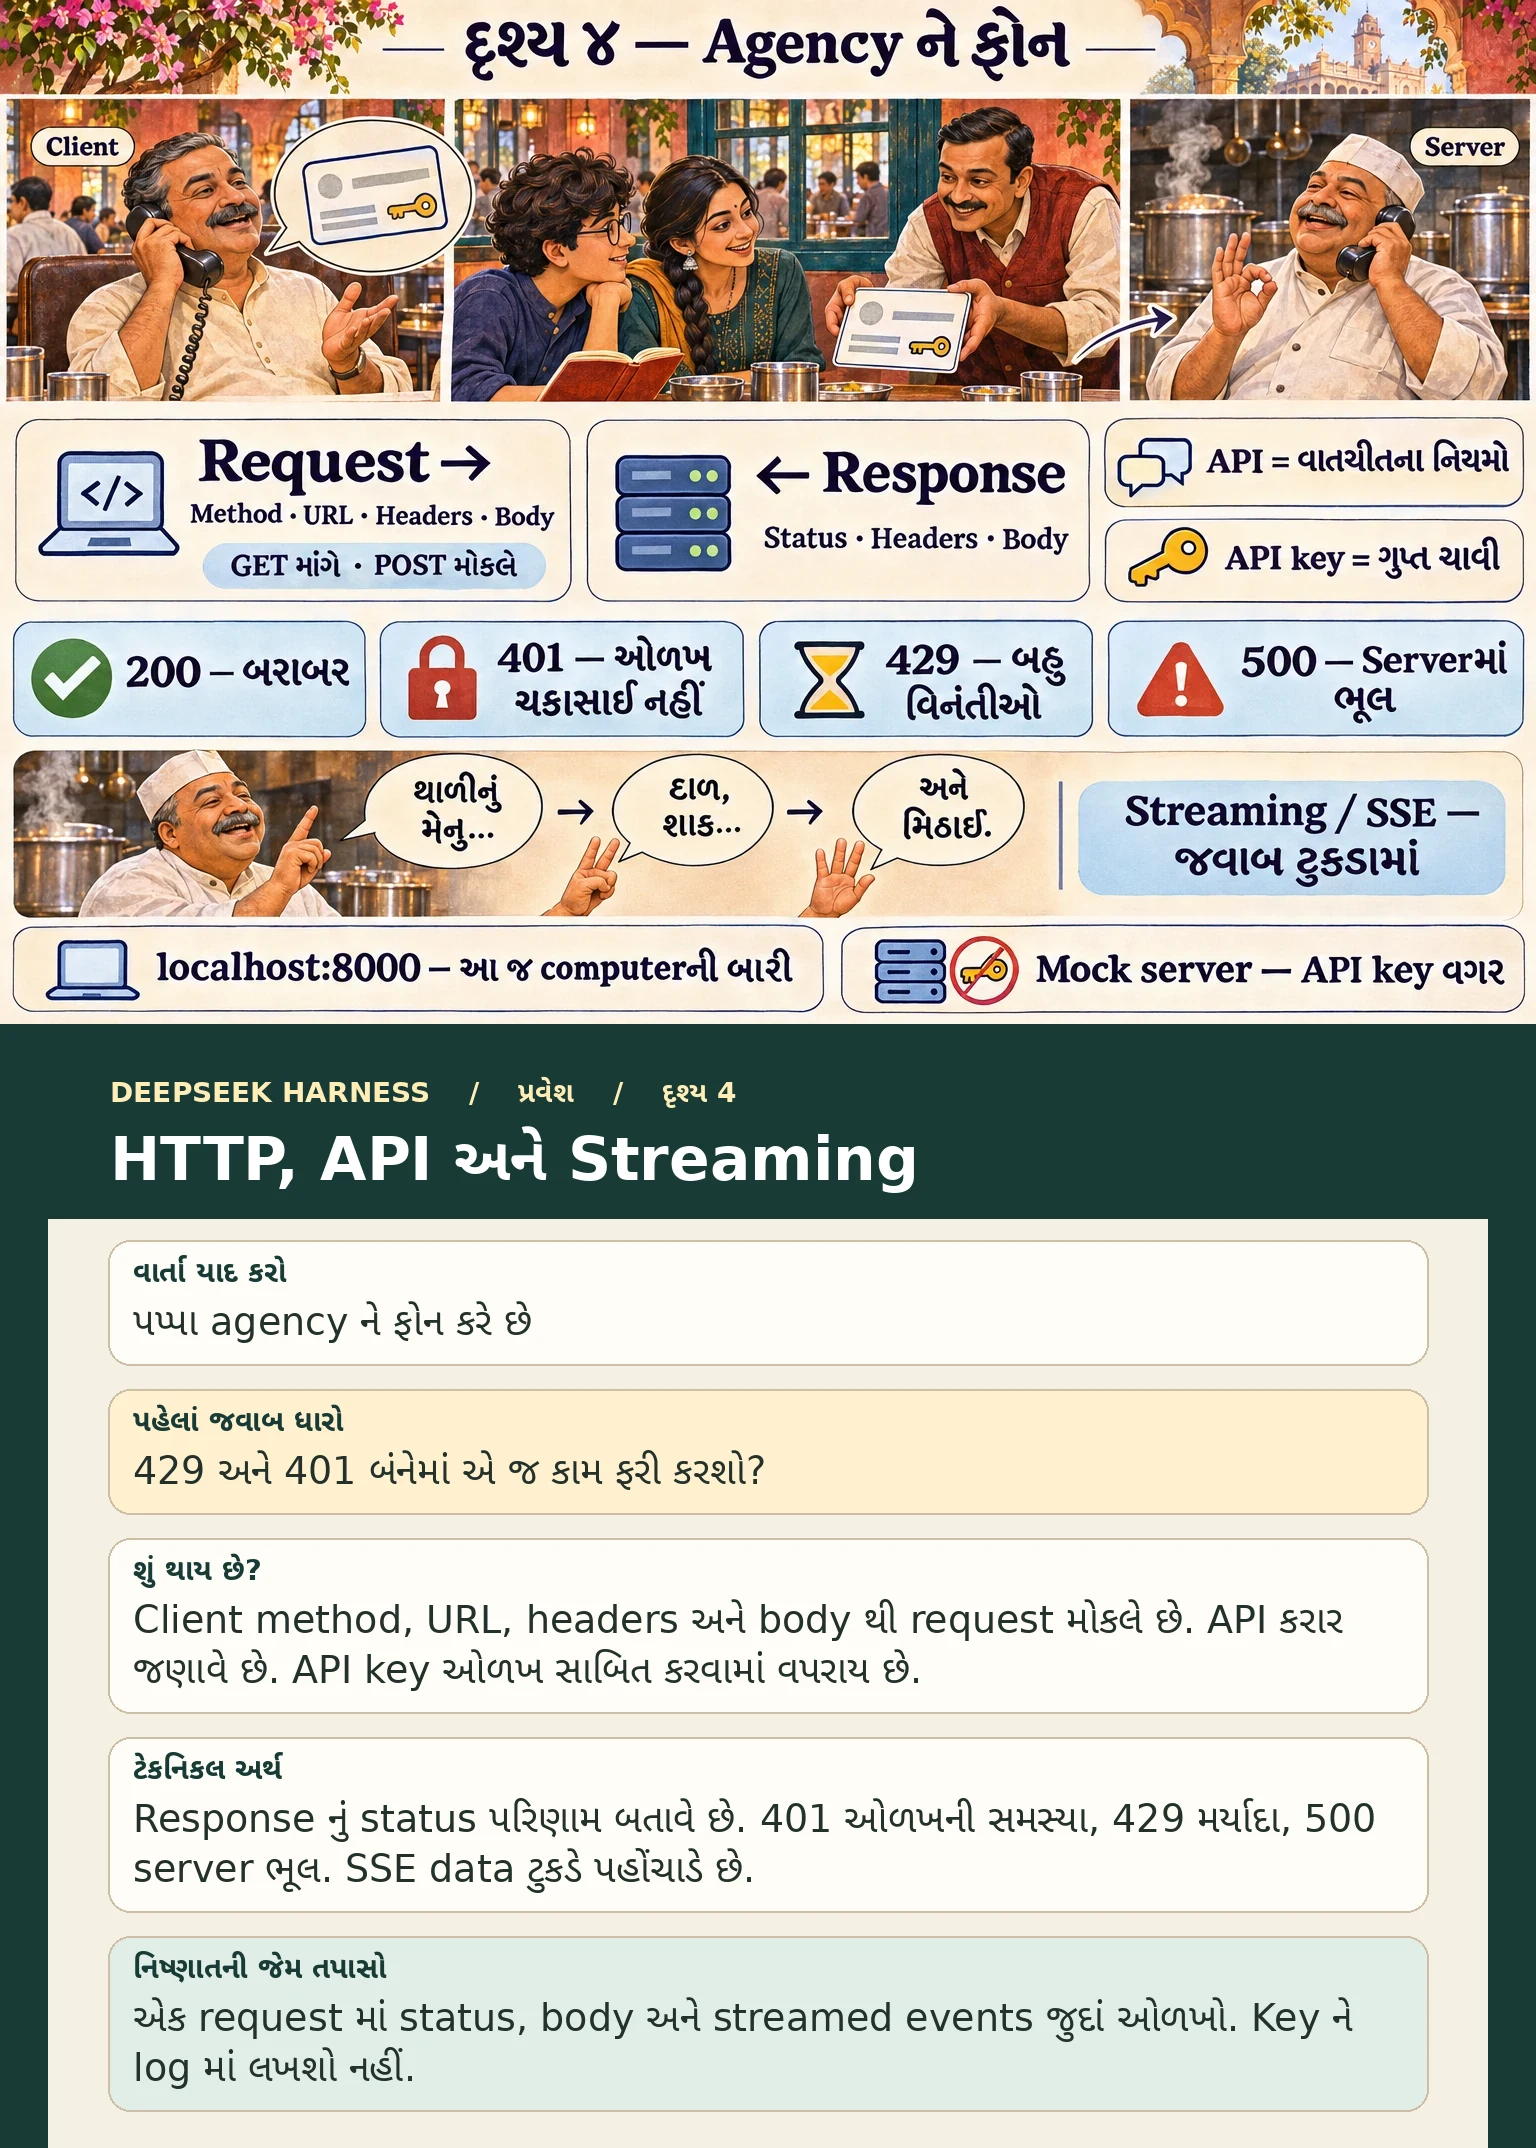 દૃશ્ય ૪ — Agency ને ફોન
Client
Server
Request →
Method · URL · Headers · Body
GET માંગે · POST મોકલે
← Response
Status · Headers · Body
API = વાતચીતના નિયમો
API key = ગુપ્ત ચાવી
200 – બરાબર
401 – ઓળખ
ચકાસાઈ નહીં
429 – બહુ
વિનંતીઓ
500 – Serverમાં
ભૂલ
થાળીનું
મેનુ...
→
દાળ,
શાક...
→
અને
મિઠાઈ.
Streaming / SSE —
જવાબ ટુકડામાં
localhost:8000 – આ જ computerની બારી
Mock server — API key વગર
DEEPSEEK HARNESS / પ્રવેશ / દૃશ્ય 4
HTTP, API અને Streaming
વાર્તા યાદ કરો
પપ્પા agency ને ફોન કરે છે
પહેલાં જવાબ ધારો
429 અને 401 બંનેમાં એ જ કામ ફરી કરશો?
શું થાય છે?
Client method, URL, headers અને body થી request મોકલે છે. API કરાર
જણાવે છે. API key ઓળખ સાબિત કરવામાં વપરાય છે.
ટેકનિકલ અર્થ
Response નું status પરિણામ બતાવે છે. 401 ઓળખની સમસ્યા, 429 મર્યાદા, 500
server ભૂલ. SSE data ટુકડે પહોંચાડે છે.
નિષ્ણાતની જેમ તપાસો
એક request માં status, body અને streamed events જુદાં ઓળખો. Key ને
log માં લખશો નહીં.